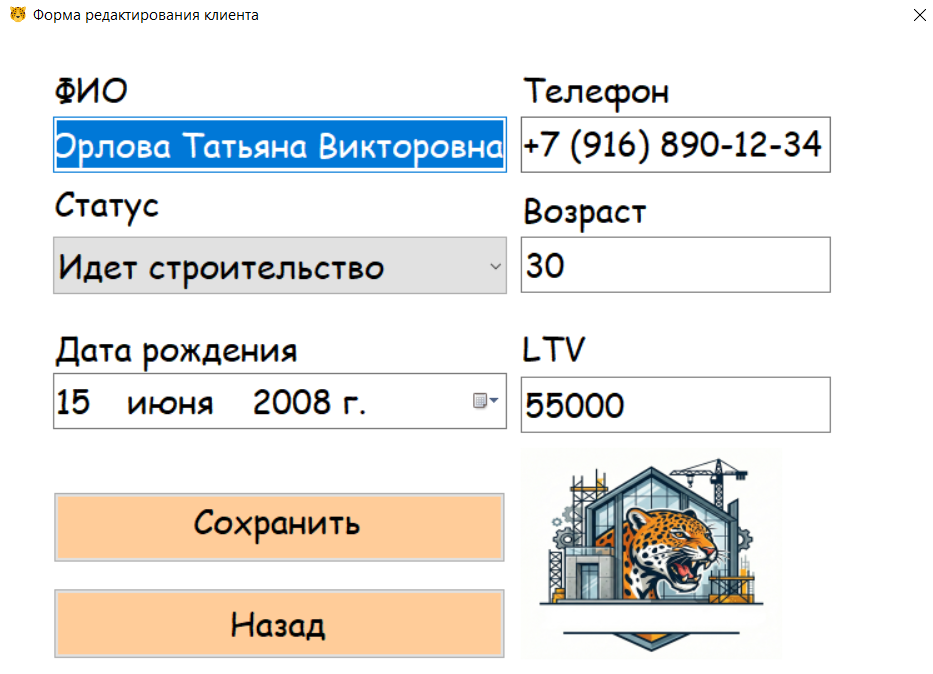 Форма редактирования клиента
ФИО
Телефон
Орлова Татьяна Викторовна
+7 (916) 890-12-34
Статус
Возраст
Идет строительство
30
Дата рождения
LTV
15 июня 2008 г.
55000
Сохранить
Назад